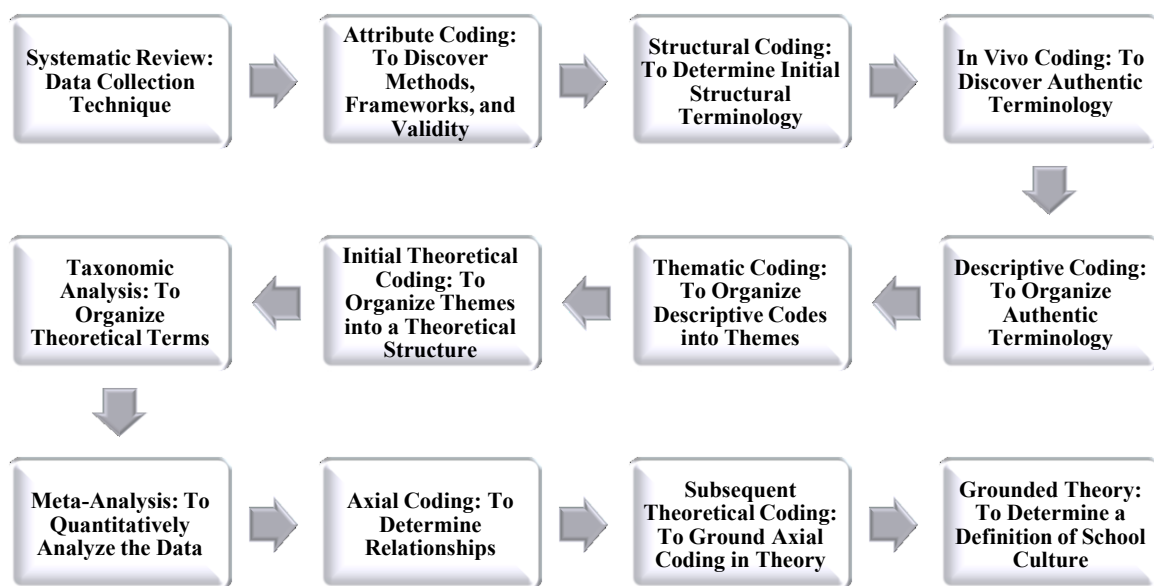 Systematic Review:
Data Collection
Technique
Attribute Coding:
To Discover
Methods,
Frameworks, and
Validity
Structural Coding:
To Determine Initial
Structural
Terminology
In Vivo Coding: To
Discover Authentic
Terminology
Descriptive Coding:
To Organize
Authentic
Terminology
Thematic Coding:
To Organize
Descriptive Codes
into Themes
Initial Theoretical
Coding: To
Organize Themes
into a Theoretical
Structure
Taxonomic
Analysis: To
Organize
Theoretical Terms
Meta-Analysis: To
Quantitatively
Analyze the Data
Axial Coding: To
Determine
Relationships
Subsequent
Theoretical Coding:
To Ground Axial
Coding in Theory
Grounded Theory:
To Determine a
Definition of School
Culture